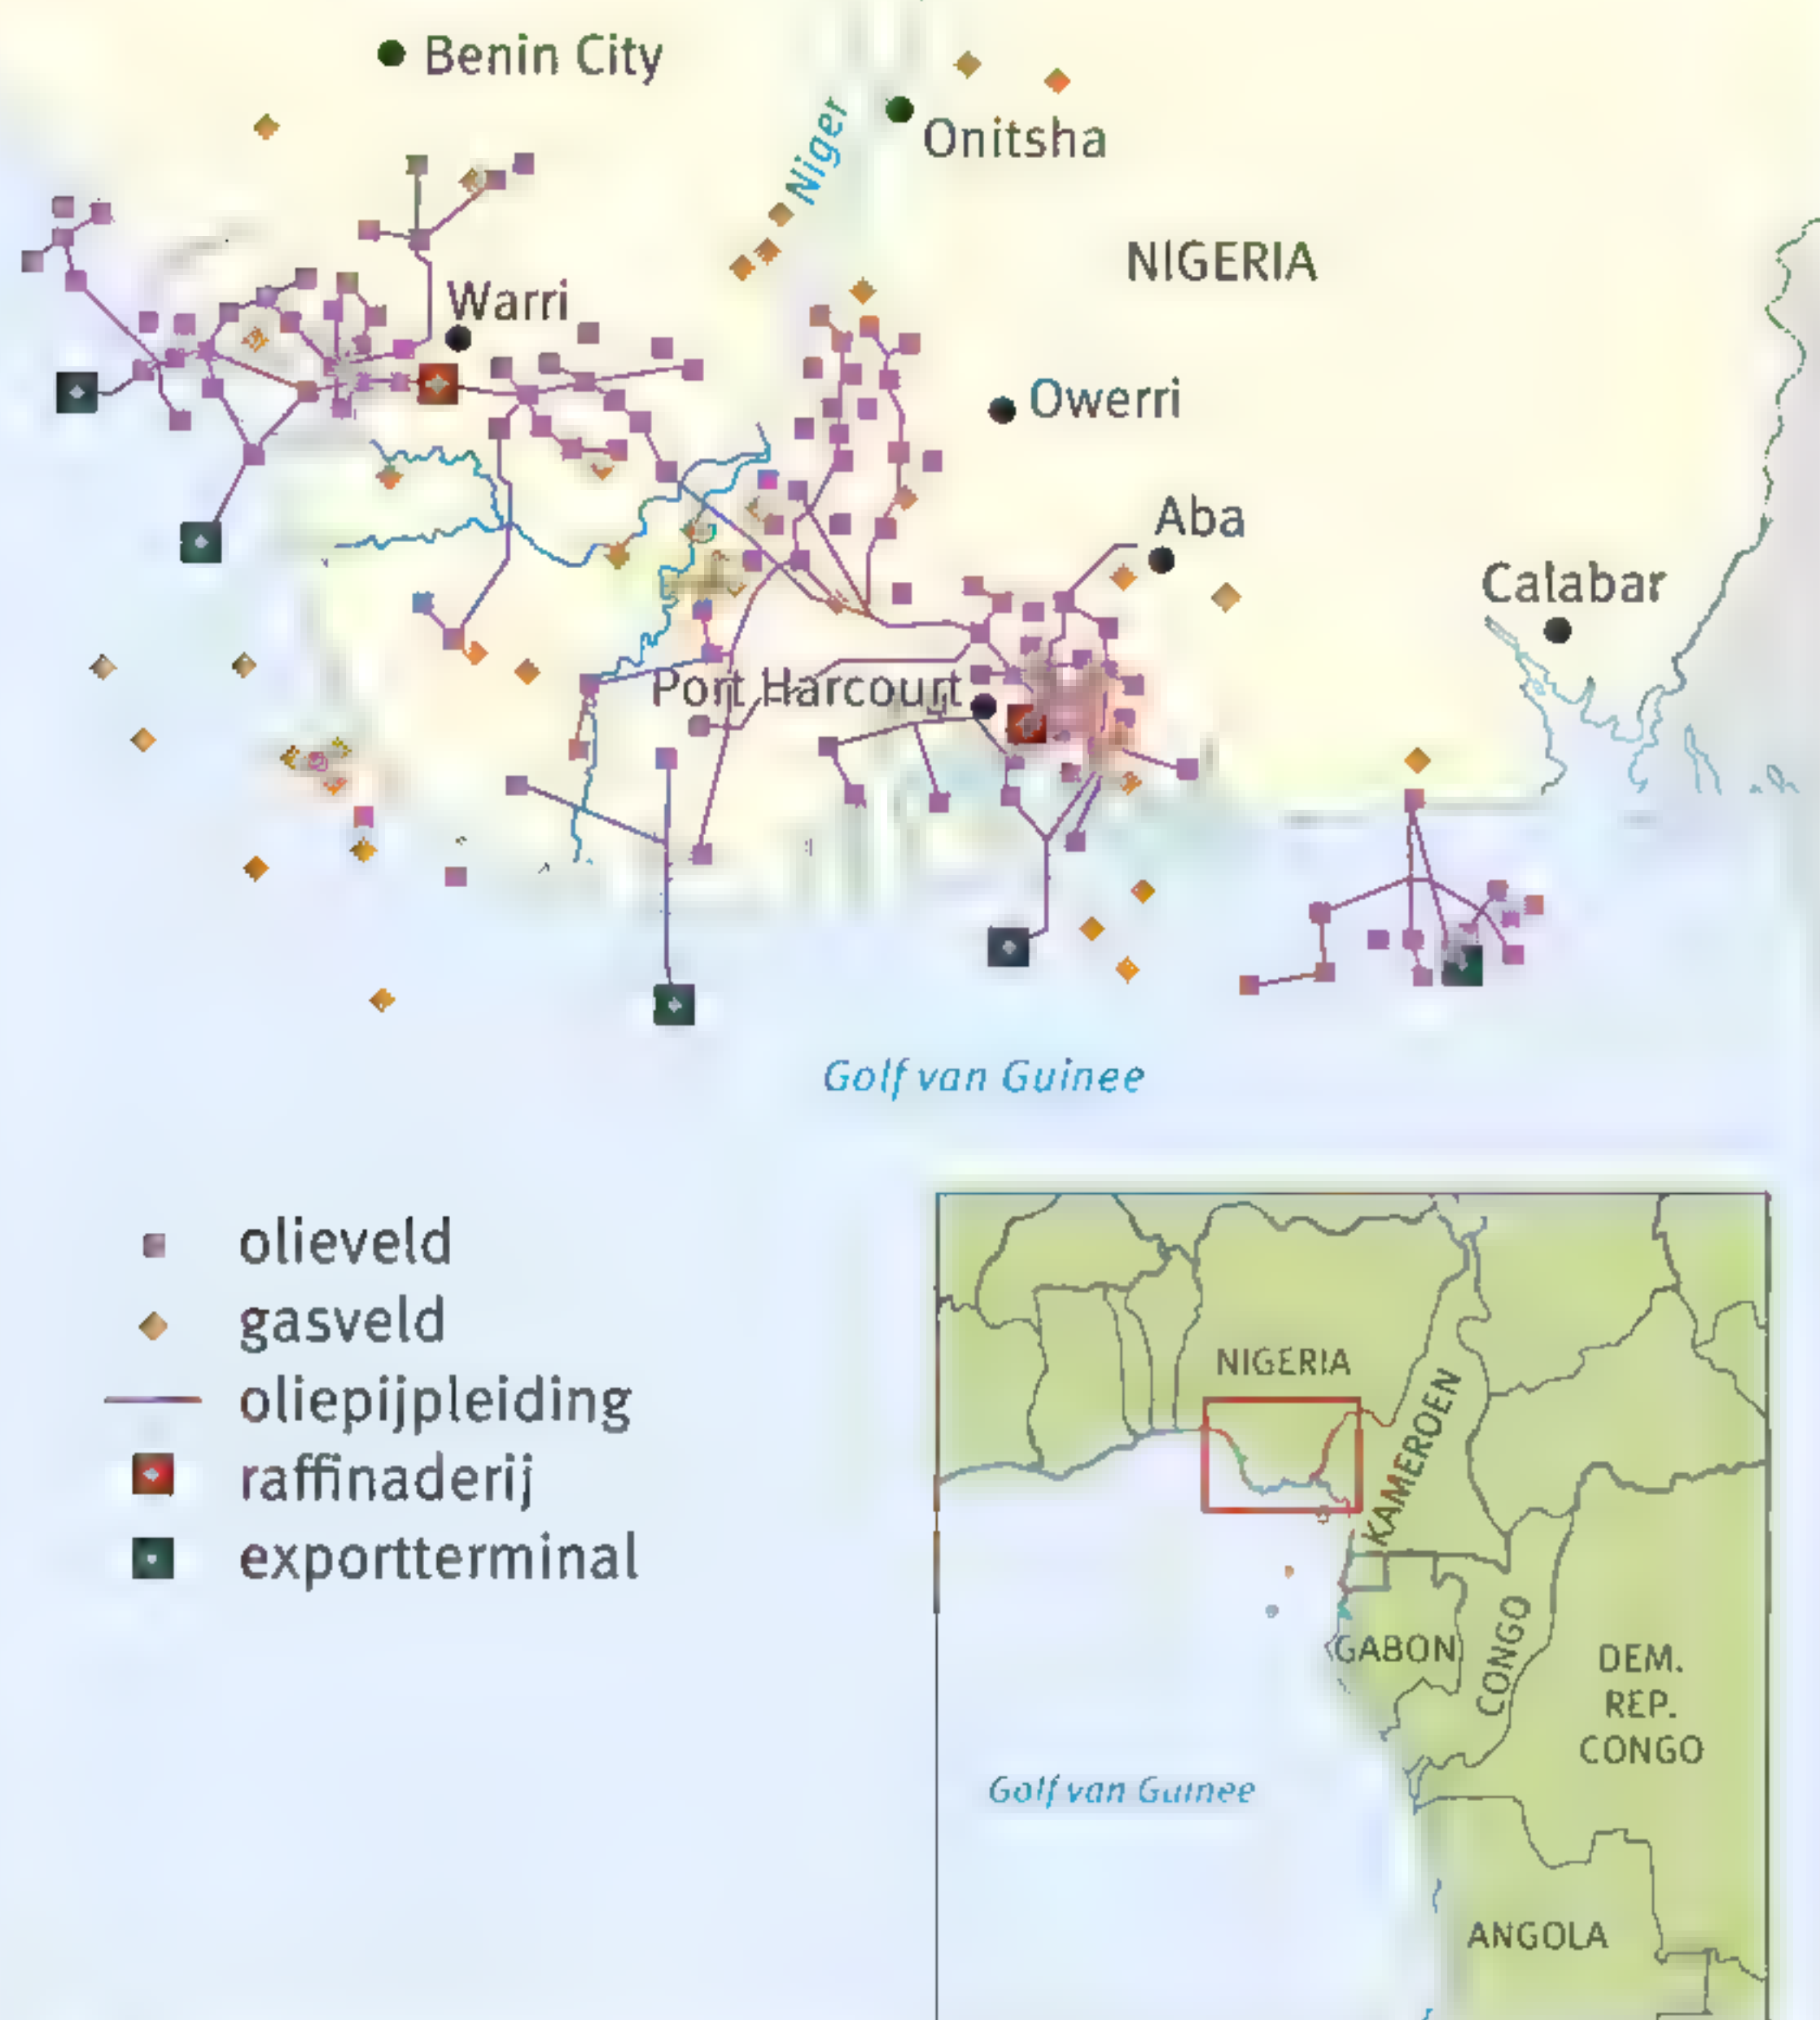 Benin City
Onitsha
Niger
NIGERIA
Warri
Owerri
Aba
Calabar
Port Harcourt
Golf van Guinee
olieveld
gasveld
oliepijpleiding
raffinaderij
exportterminal
NIGERIA
KAMEROEN
GABON
CONGO
DEM.
REP.
CONGO
Golf van Guinee
ANGOLA